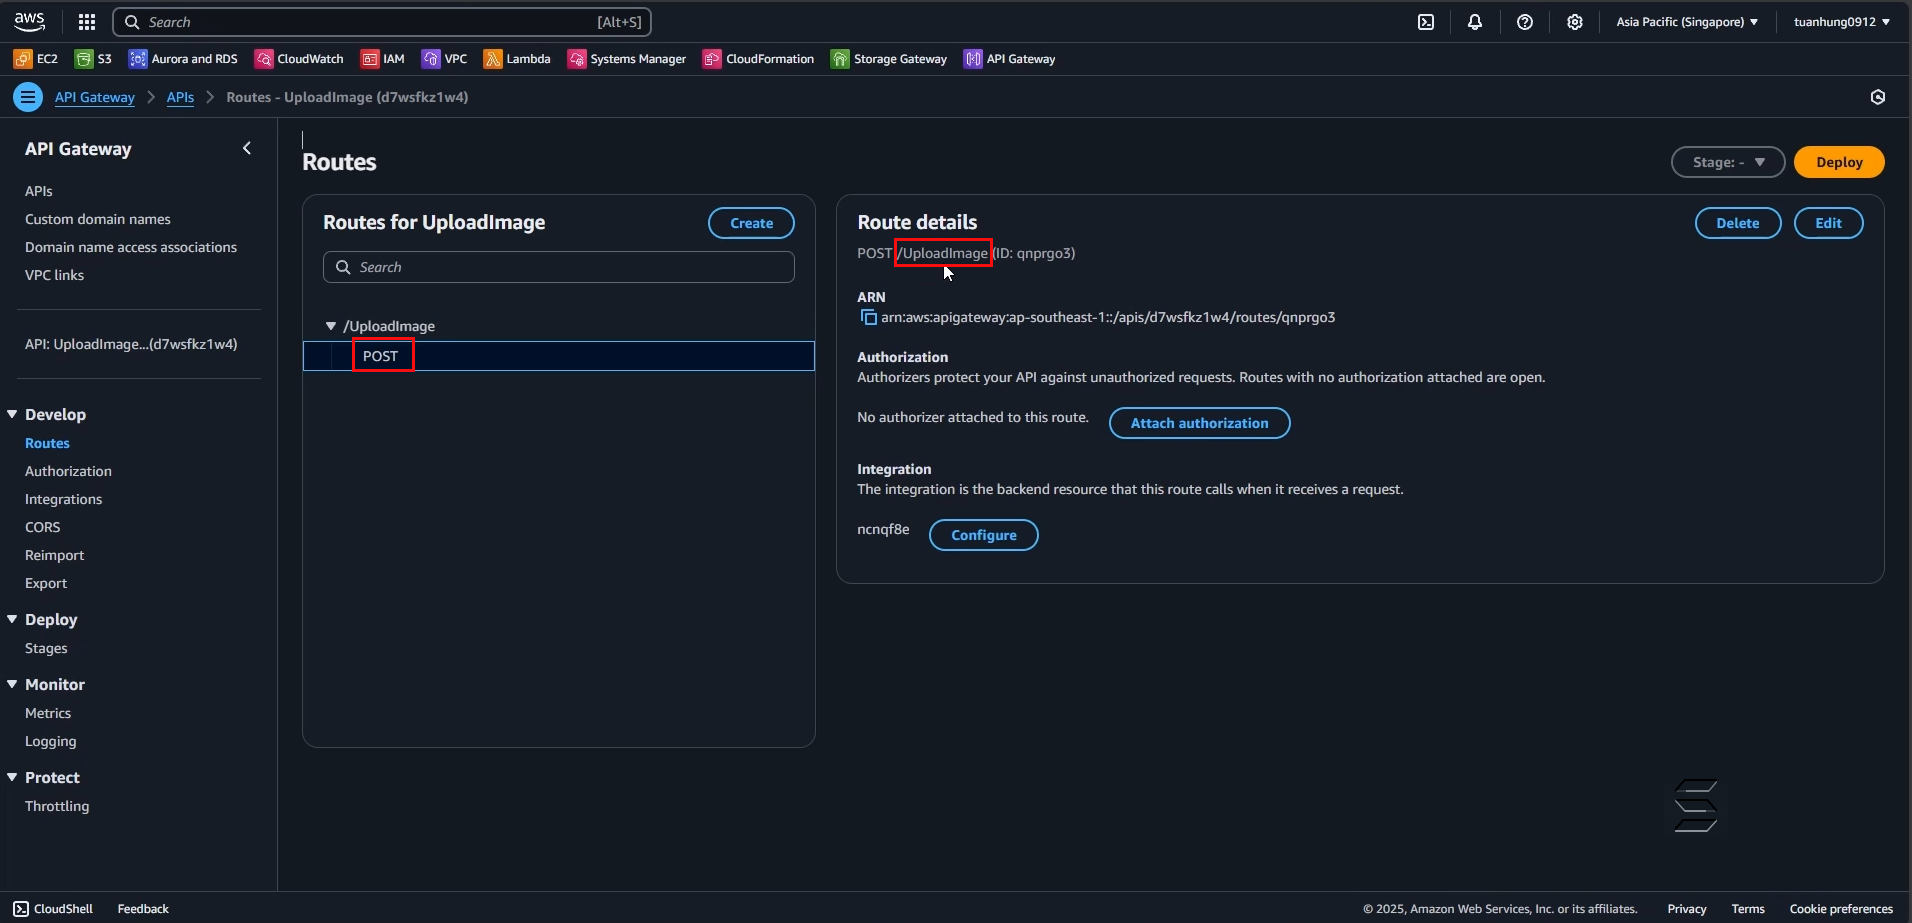 aws
Search [Alt+S]
Asia Pacific (Singapore)
tuanhung0912
EC2 S3 Aurora and RDS CloudWatch IAM VPC Lambda Systems Manager CloudFormation Storage Gateway API Gateway
API Gateway > APIs > Routes - UploadImage (d7wsfkz1w4)
API Gateway
APIs
Custom domain names
Domain name access associations
VPC links
API: UploadImage...(d7wsfkz1w4)
Develop
Routes
Authorization
Integrations
CORS
Reimport
Export
Deploy
Stages
Monitor
Metrics
Logging
Protect
Throttling
Routes
Stage: -
Deploy
Routes for UploadImage
Create
Search
/UploadImage
POST
Route details
Delete
Edit
POST /UploadImage (ID: qnprgo3)
ARN
arn:aws:apigateway:ap-southeast-1::/apis/d7wsfkz1w4/routes/qnprgo3
Authorization
Authorizers protect your API against unauthorized requests. Routes with no authorization attached are open.
No authorizer attached to this route.
Attach authorization
Integration
The integration is the backend resource that this route calls when it receives a request.
ncnqf8e
Configure
CloudShell
Feedback
© 2025, Amazon Web Services, Inc. or its affiliates.
Privacy
Terms
Cookie preferences